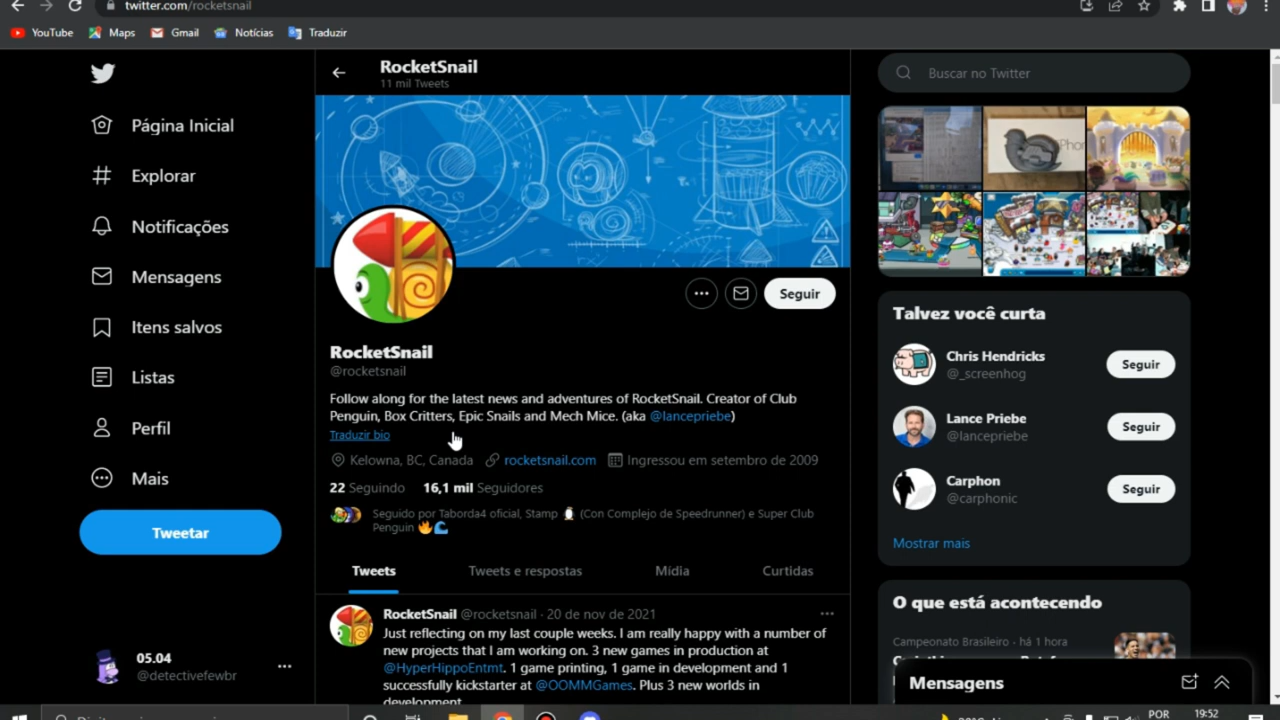 twitter.com/rocketsnail
YouTube Maps Gmail Notícias Traduzir
RocketSnail
11 mil Tweets
Buscar no Twitter
Página Inicial
Explorar
Notificações
Mensagens
Itens salvos
Listas
Perfil
Mais
Tweetar
05.04
@detectivefewbr
Seguir
RocketSnail
@rocketsnail
Follow along for the latest news and adventures of RocketSnail. Creator of Club
Penguin, Box Critters, Epic Snails and Mech Mice. (aka @lancepriebe)
Traduzir bio
Kelowna, BC, Canada rocketsnail.com Ingressou em setembro de 2009
22 Seguindo 16,1 mil Seguidores
Seguido por Taborda4 oficial, Stamp 🐧 (Con Complejo de Speedrunner) e Super Club
Penguin 🔥🌊
Tweets Tweets e respostas Mídia Curtidas
RocketSnail @rocketsnail · 20 de nov de 2021
Just reflecting on my last couple weeks. I am really happy with a number of
new projects that I am working on. 3 new games in production at
@HyperHippoEntmt. 1 game printing, 1 game in development and 1
successfully kickstarter at @OOMMGames. Plus 3 new worlds in
development.
Talvez você curta
Chris Hendricks
@_screenhog
Seguir
Lance Priebe
@lancepriebe
Seguir
Carphon
@carphonic
Seguir
Mostrar mais
O que está acontecendo
Campeonato Brasileiro · há 1 hora
Mensagens
POR
19:52